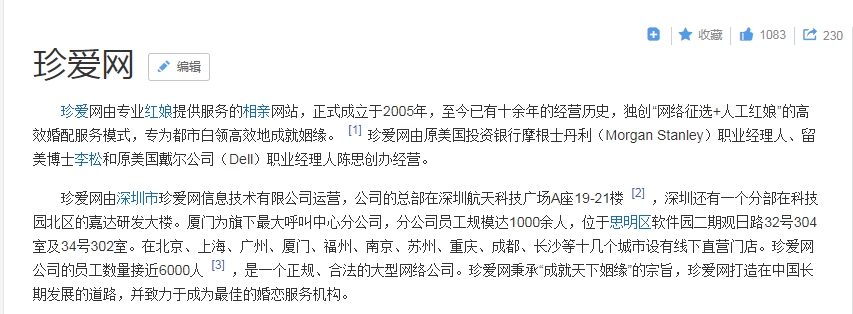 收藏 1083 230
珍爱网 编辑
珍爱网由专业红娘提供服务的相亲网站，正式成立于2005年，至今已有十余年的经营历史，独创“网络征选+人工红娘”的高
效婚配服务模式，专为都市白领高效地成就姻缘。 [1] 珍爱网由原美国投资银行摩根士丹利（Morgan Stanley）职业经理人、留
美博士李松和原美国戴尔公司（Dell）职业经理人陈思创办经营。
珍爱网由深圳市珍爱网信息技术有限公司运营，公司的总部在深圳航天科技广场A座19-21楼 [2] ，深圳还有一个分部在科技
园北区的嘉达研发大楼。厦门为旗下最大呼叫中心分公司，分公司员工规模达1000余人，位于思明区软件园二期观日路32号304
室及34号302室。在北京、上海、广州、厦门、福州、南京、苏州、重庆、成都、长沙等十几个城市设有线下直营门店。珍爱网
公司的员工数量接近6000人 [3] ，是一个正规、合法的大型网络公司。珍爱网秉承“成就天下姻缘”的宗旨，珍爱网打造在中国长
期发展的道路，并致力于成为最佳的婚恋服务机构。